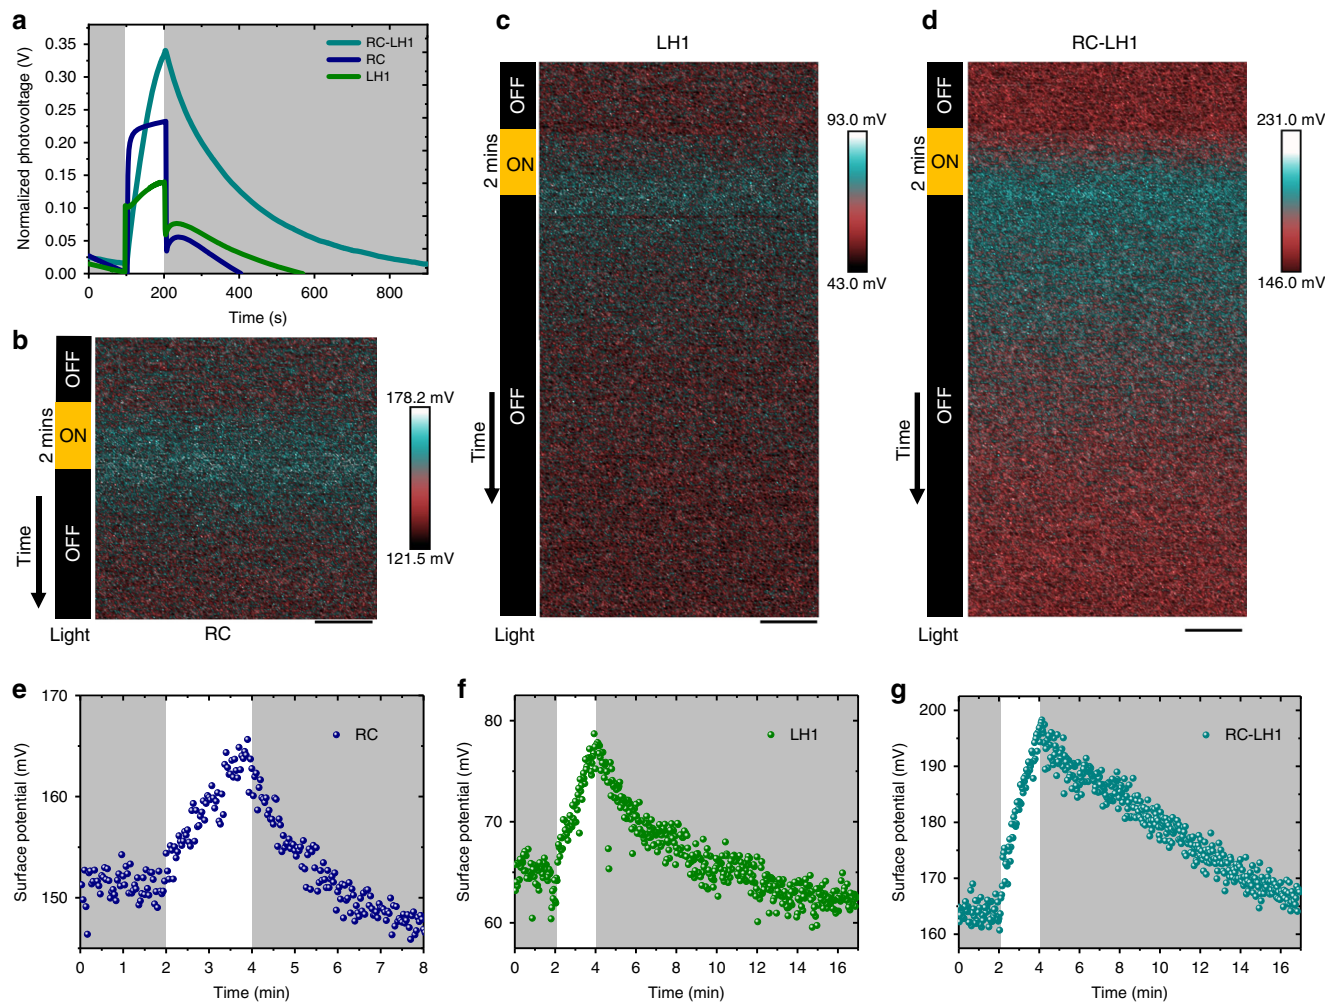 a
Normalized photovoltage (V)
0.35
0.30
0.25
0.20
0.15
0.10
0.05
0.00
0 200 400 600 800
Time (s)
RC-LH1
RC
LH1
b
OFF
2 mins
ON
OFF
Time
Light
RC
178.2 mV
121.5 mV
c
LH1
OFF
2 mins
ON
OFF
Time
Light
93.0 mV
43.0 mV
d
RC-LH1
OFF
2 mins
ON
OFF
Time
Light
231.0 mV
146.0 mV
e
Surface potential (mV)
170
160
150
0 1 2 3 4 5 6 7 8
Time (min)
RC
f
Surface potential (mV)
80
70
60
0 2 4 6 8 10 12 14 16
Time (min)
LH1
g
Surface potential (mV)
200
190
180
170
160
0 2 4 6 8 10 12 14 16
Time (min)
RC-LH1